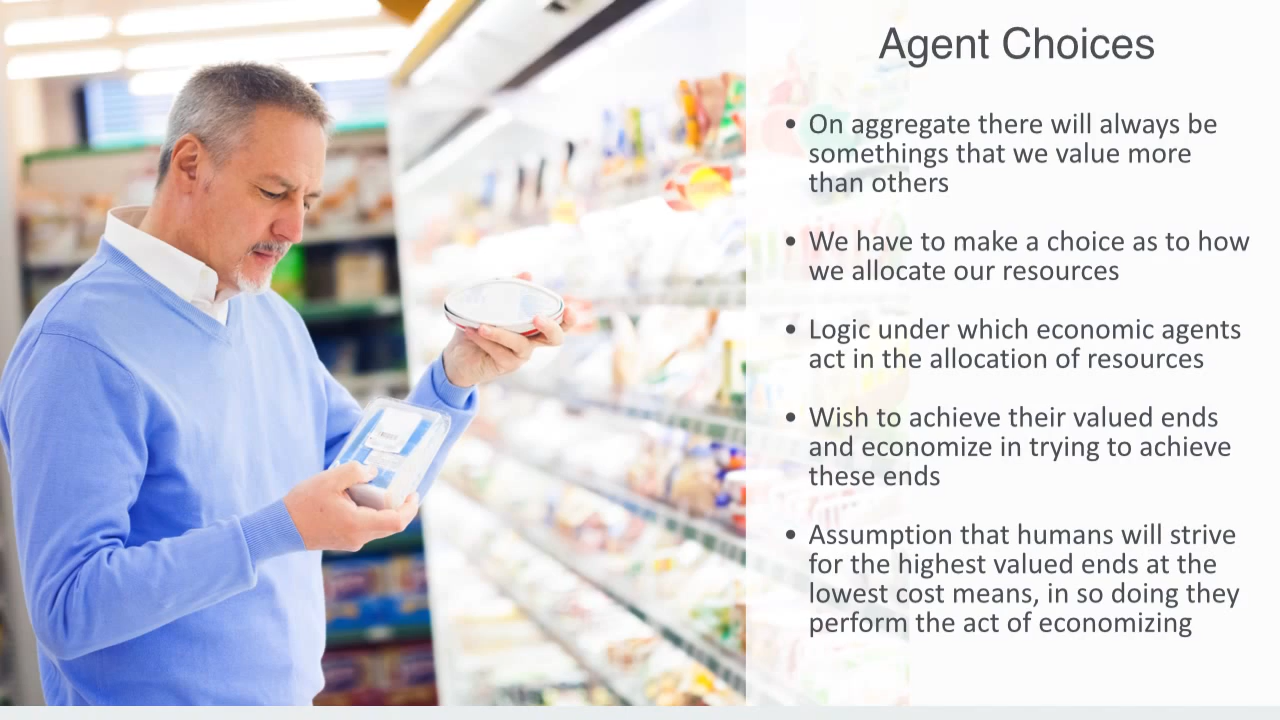 Agent Choices
• On aggregate there will always be
somethings that we value more
than others
• We have to make a choice as to how
we allocate our resources
• Logic under which economic agents
act in the allocation of resources
• Wish to achieve their valued ends
and economize in trying to achieve
these ends
• Assumption that humans will strive
for the highest valued ends at the
lowest cost means, in so doing they
perform the act of economizing